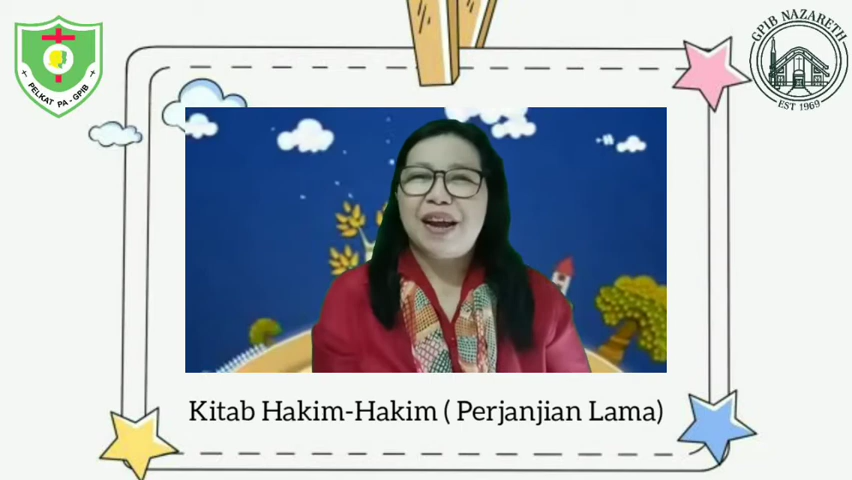 PELKAT PA - GPIB
GPIB NAZARETH
EST 1969
Kitab Hakim-Hakim ( Perjanjian Lama)